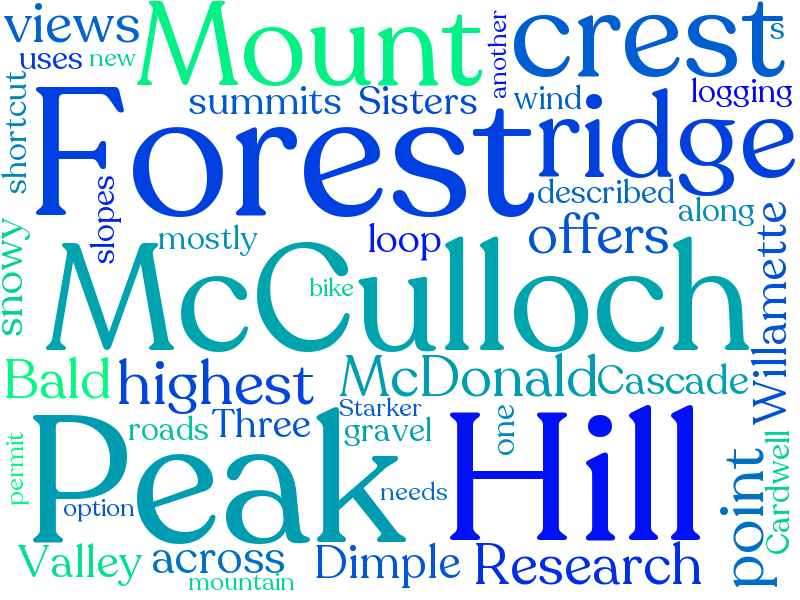 views
Mount
crest
s
uses
new
another
shortcut
summits
Sisters
wind
logging
Forest
ridge
described
along
slopes
mostly
loop
offers
snowy
Willamette
McCulloch
bike
Bald
highest
McDonald
Cascade
Starker
roads
Three
gravel
one
Peak
Hill
permit
option
needs
point
Cardwell
Valley
across
mountain
Dimple
Research